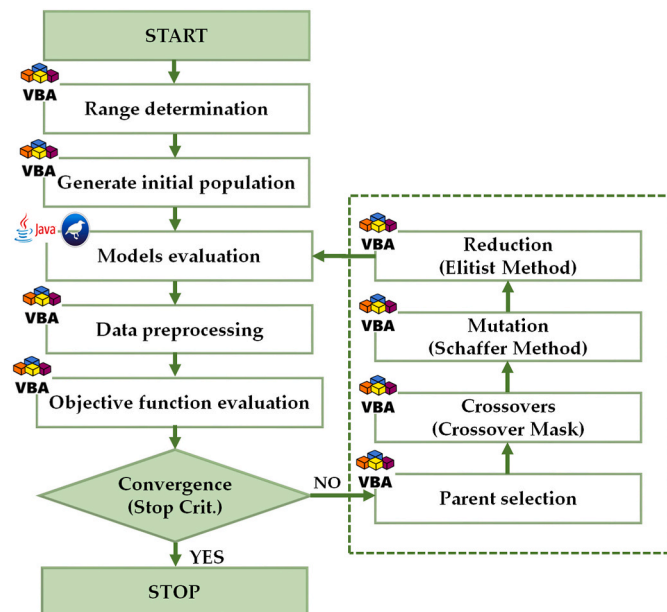 START
VBA
Range determination
VBA
Generate initial population
Java
Models evaluation
VBA
Data preprocessing
VBA
Objective function evaluation
Convergence
(Stop Crit.)
NO
YES
STOP
VBA
Reduction
(Elitist Method)
VBA
Mutation
(Schaffer Method)
VBA
Crossovers
(Crossover Mask)
VBA
Parent selection